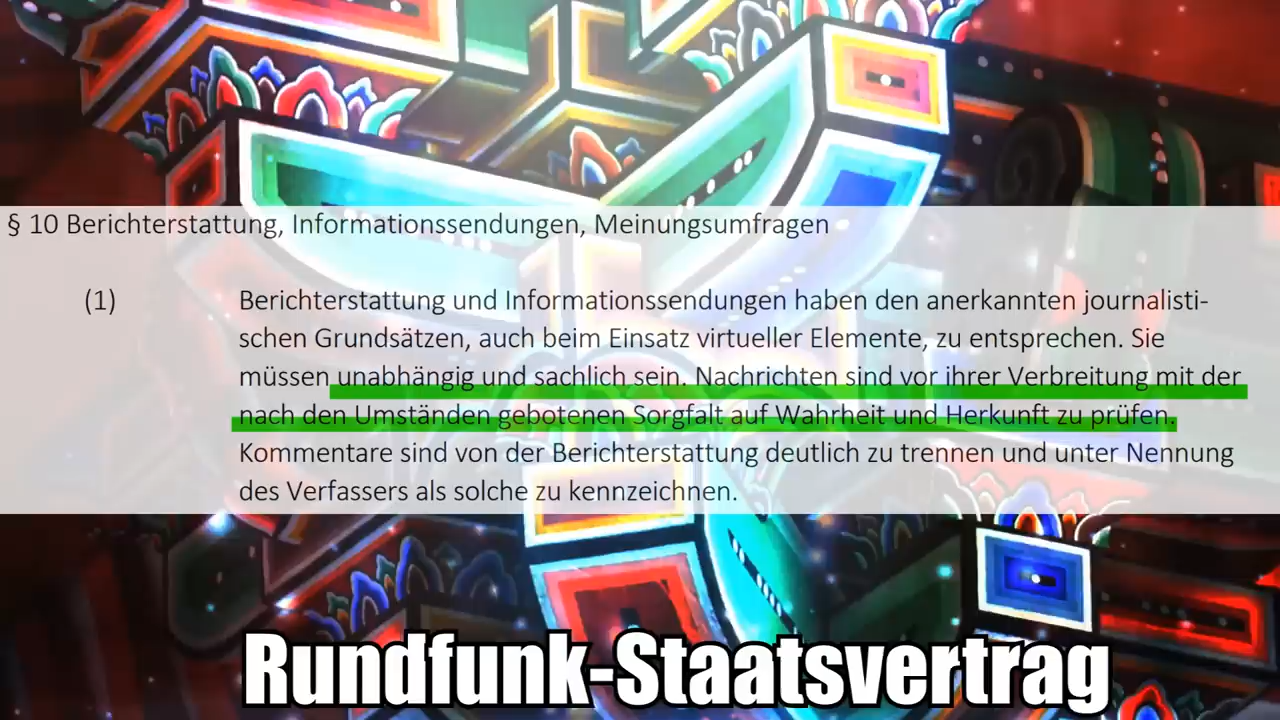 § 10 Berichterstattung, Informationssendungen, Meinungsumfragen
(1) Berichterstattung und Informationssendungen haben den anerkannten journalisti-
schen Grundsätzen, auch beim Einsatz virtueller Elemente, zu entsprechen. Sie
müssen unabhängig und sachlich sein. Nachrichten sind vor ihrer Verbreitung mit der
nach den Umständen gebotenen Sorgfalt auf Wahrheit und Herkunft zu prüfen.
Kommentare sind von der Berichterstattung deutlich zu trennen und unter Nennung
des Verfassers als solche zu kennzeichnen.
Rundfunk-Staatsvertrag